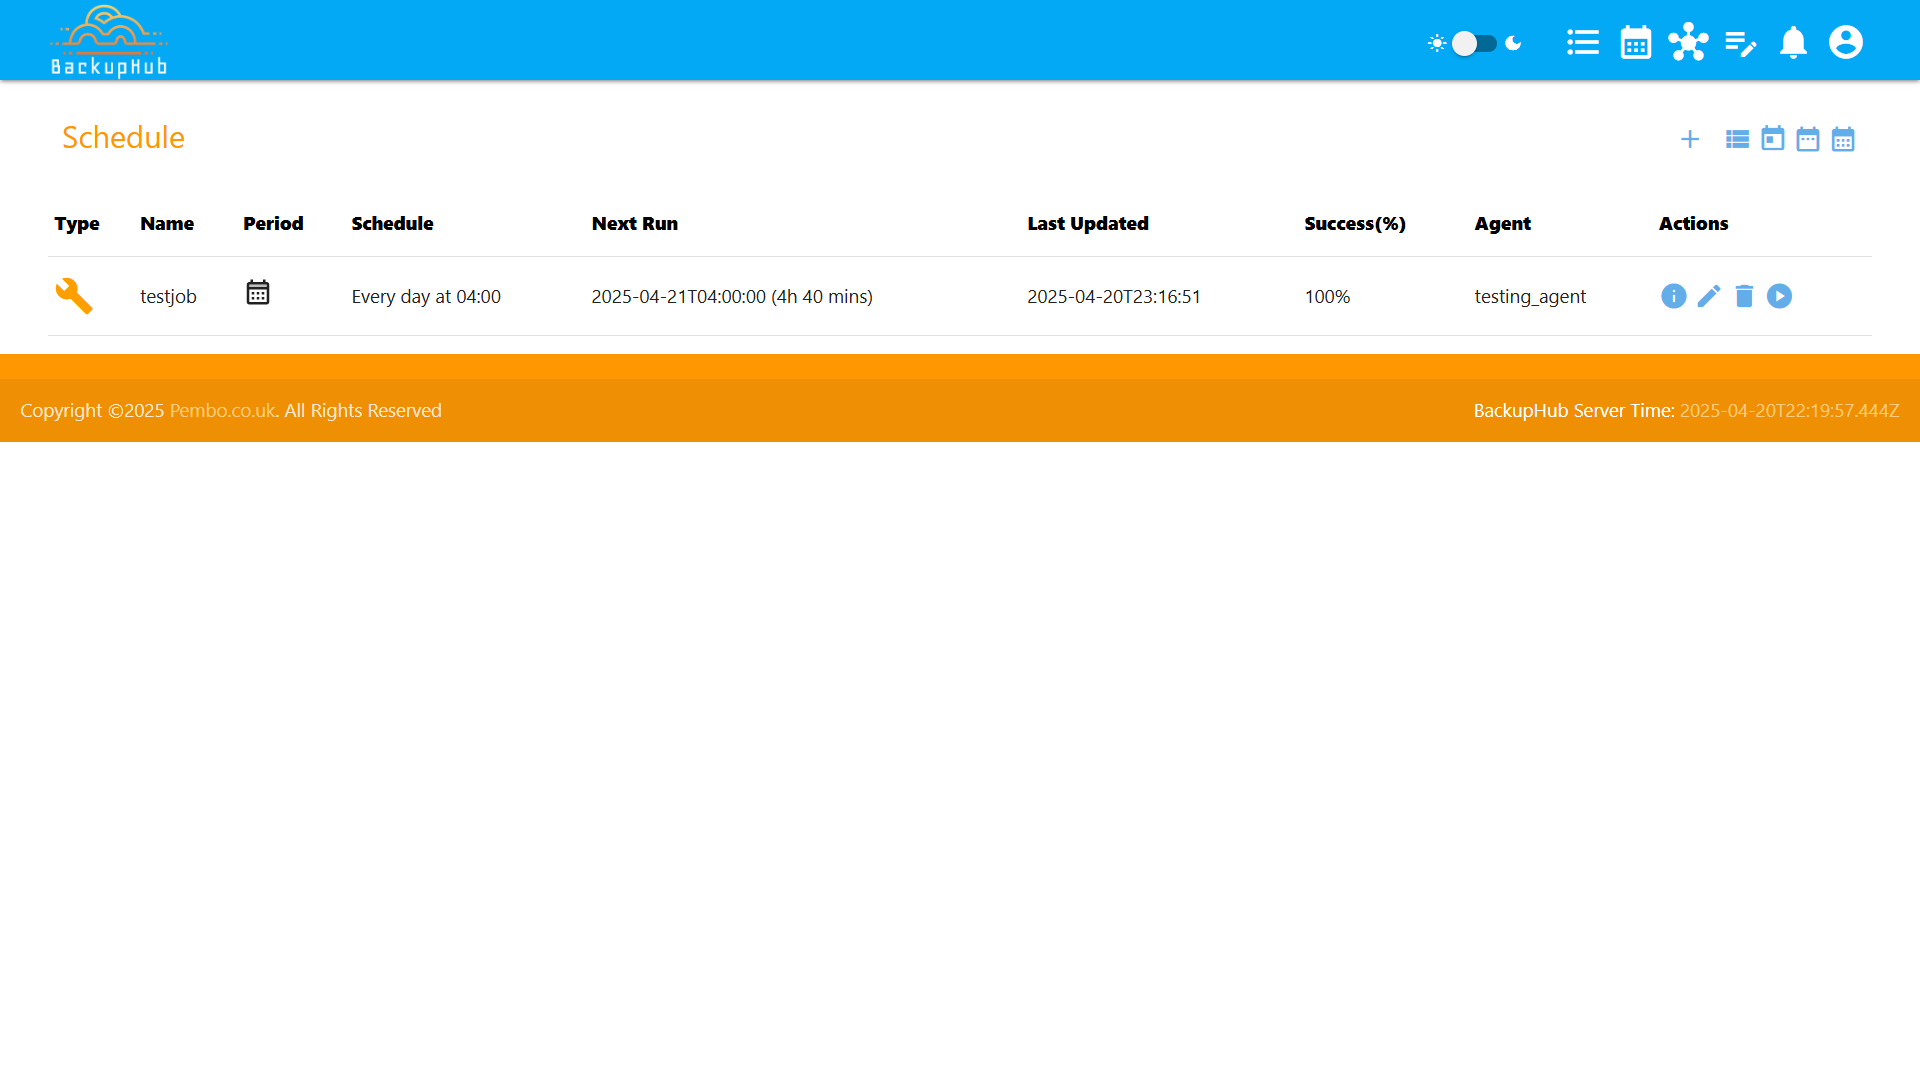 BackupHub
Schedule
Type Name Period Schedule Next Run Last Updated Success(%) Agent Actions
testjob Every day at 04:00 2025-04-21T04:00:00 (4h 40 mins) 2025-04-20T23:16:51 100% testing_agent
Copyright ©2025 Pembo.co.uk. All Rights Reserved BackupHub Server Time: 2025-04-20T22:19:57.444Z